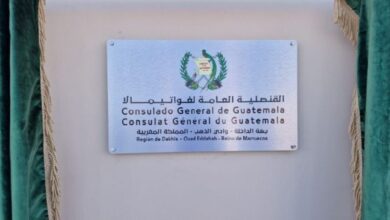 القنصلية العامة لغواتيمالا
Consulado General de Guatemala
Consulat Général du Guatemala
جهة الداخلة - وادي الذهب - المملكة المغربية
Región de Dakhla - Oued Eddahab - Reino de Marruecos